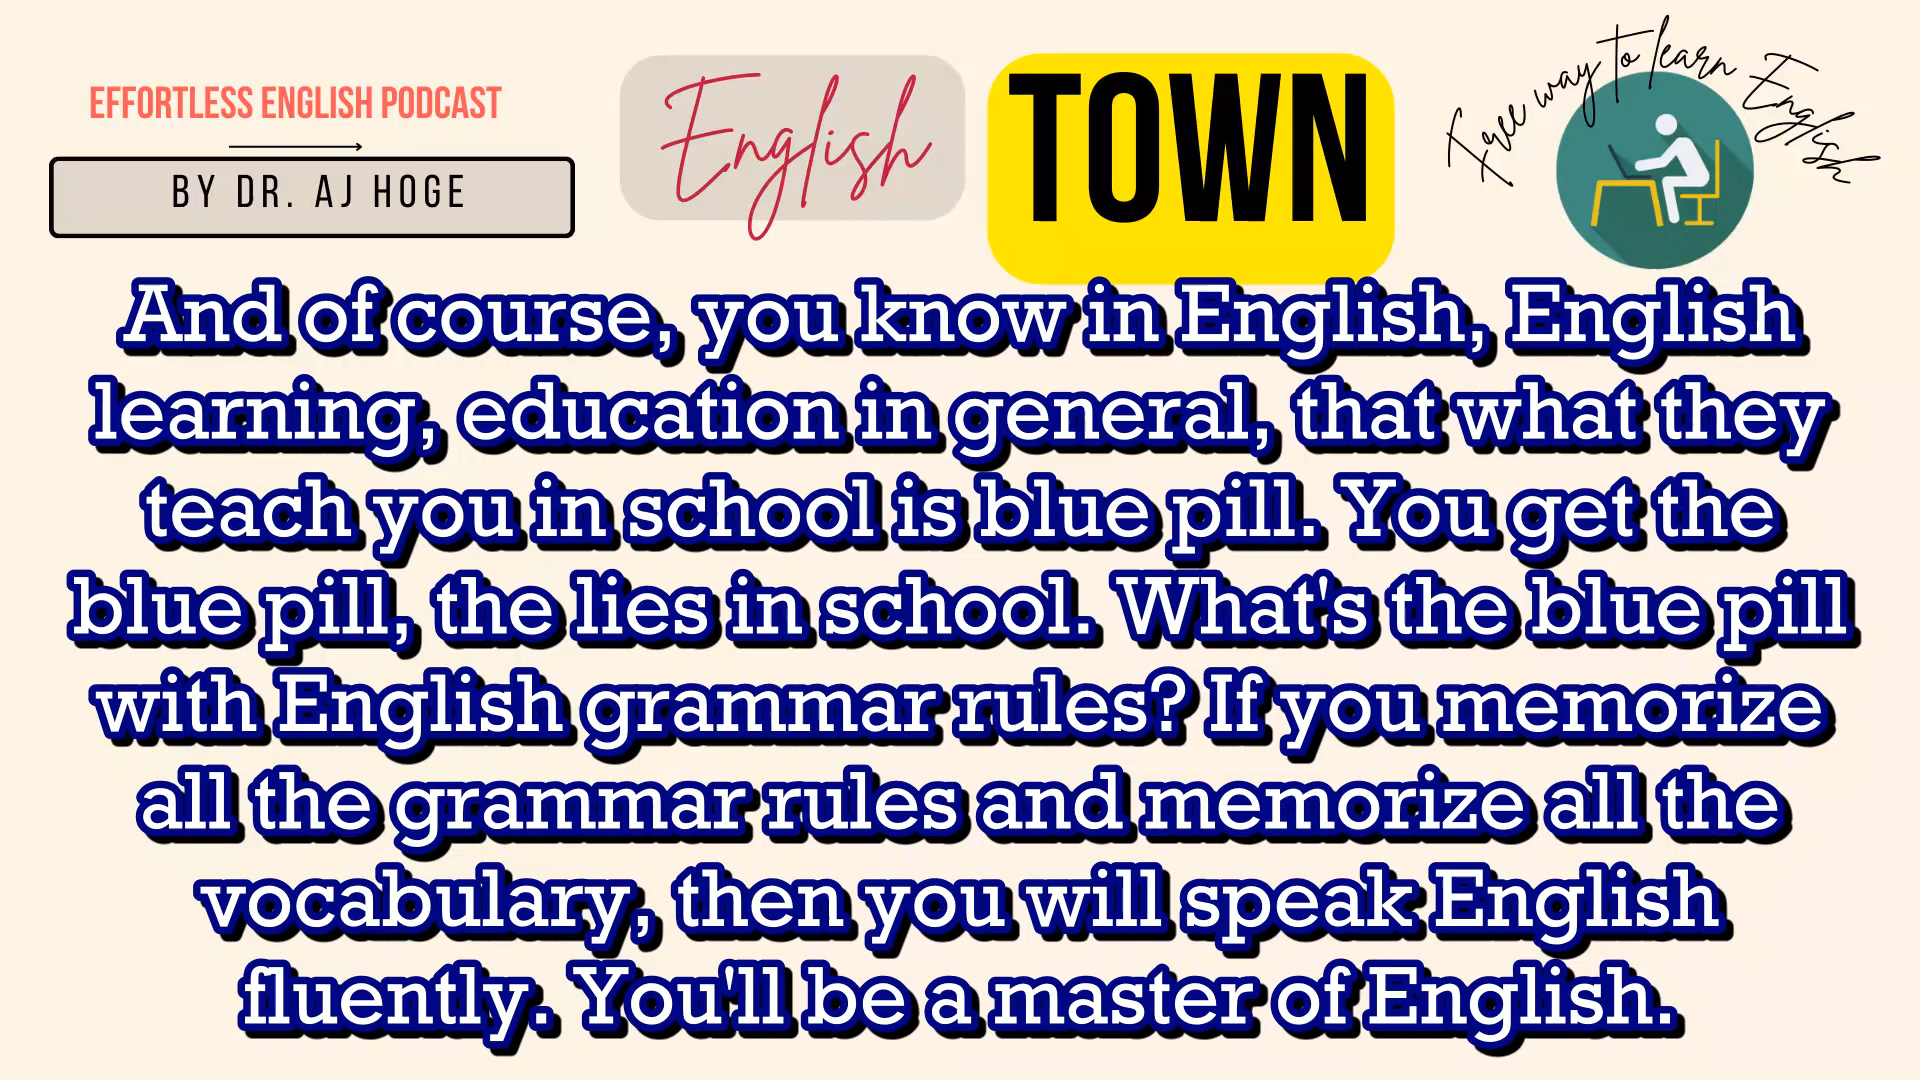 EFFORTLESS ENGLISH PODCAST
BY DR. AJ HOGE
English
TOWN
Free way to learn English
And of course, you know in English, English
learning, education in general, that what they
teach you in school is blue pill. You get the
blue pill, the lies in school. What's the blue pill
with English grammar rules? If you memorize
all the grammar rules and memorize all the
vocabulary, then you will speak English
fluently. You'll be a master of English.